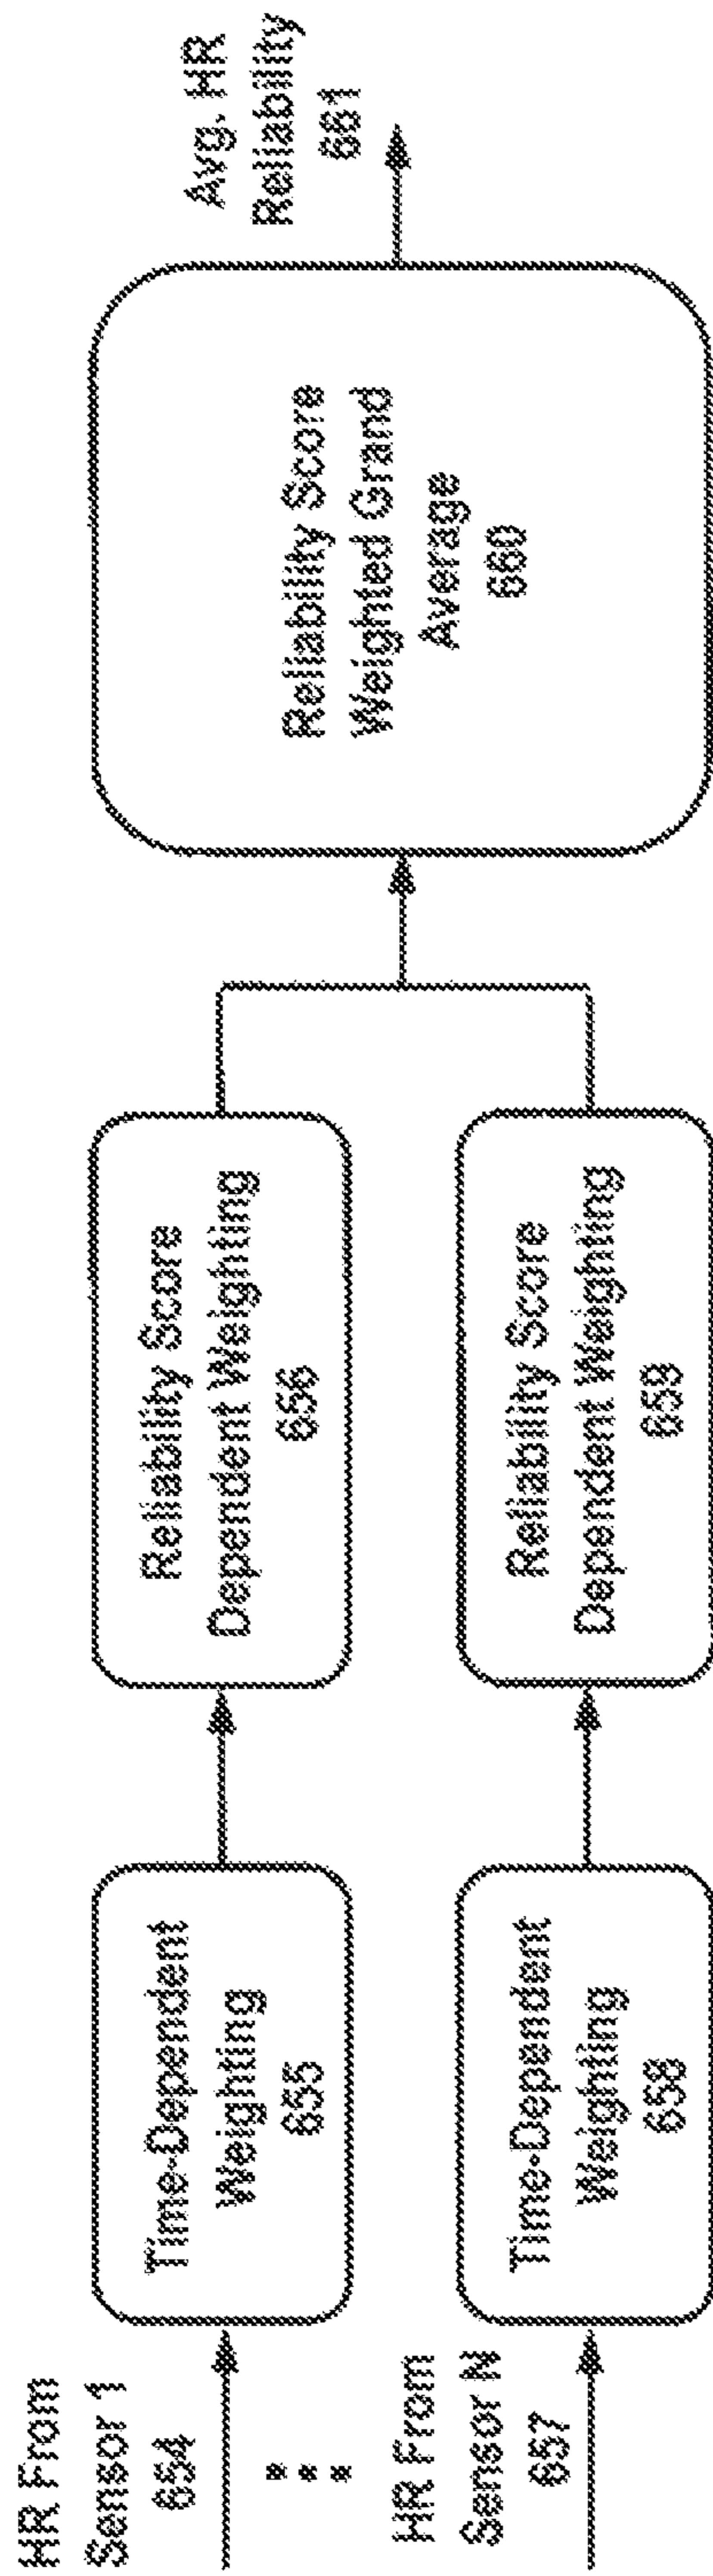 HR From
Sensor 1
654
Time-Dependent
Weighting
655
Reliability Score
Dependent Weighting
656
HR From
Sensor N
657
Time-Dependent
Weighting
658
Reliability Score
Dependent Weighting
659
Reliability Score
Weighted Grand
Average
660
Avg. HR
Reliability
661